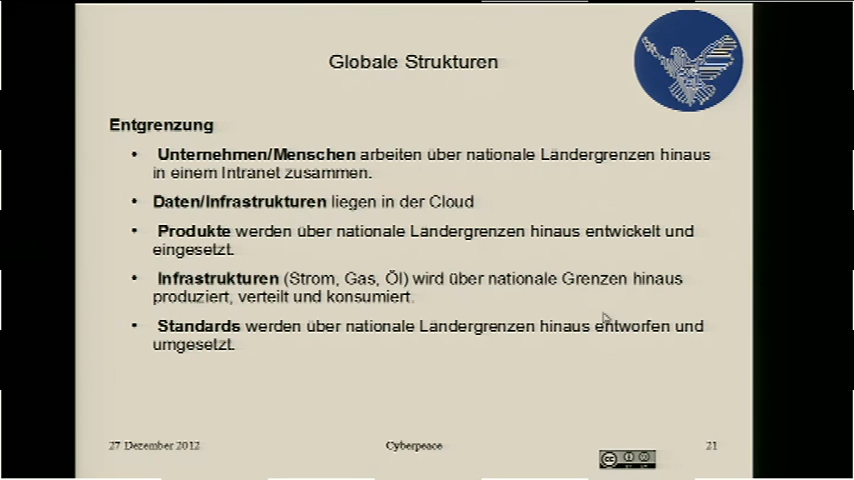 Globale Strukturen
Entgrenzung
• Unternehmen/Menschen arbeiten über nationale Ländergrenzen hinaus
in einem Intranet zusammen.
• Daten/Infrastrukturen liegen in der Cloud
• Produkte werden über nationale Ländergrenzen hinaus entwickelt und
eingesetzt.
• Infrastrukturen (Strom, Gas, Öl) wird über nationale Grenzen hinaus
produziert, verteilt und konsumiert.
• Standards werden über nationale Ländergrenzen hinaus entworfen und
umgesetzt.
27 Dezember 2012 Cyberpeace 21
cc